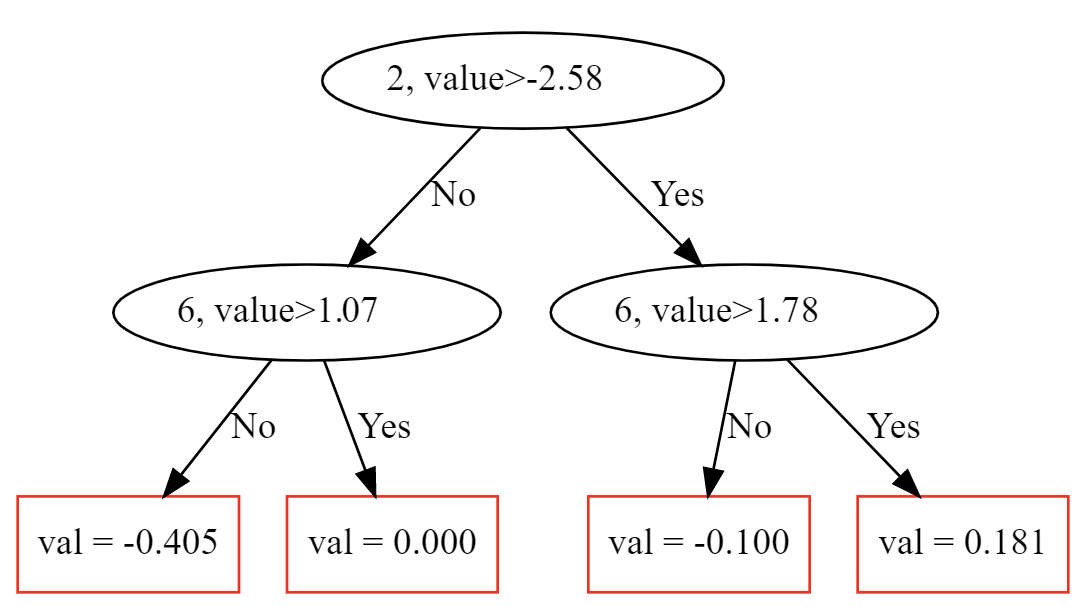 2, value>-2.58
No
Yes
6, value>1.07
6, value>1.78
No
Yes
No
Yes
val = -0.405
val = 0.000
val = -0.100
val = 0.181